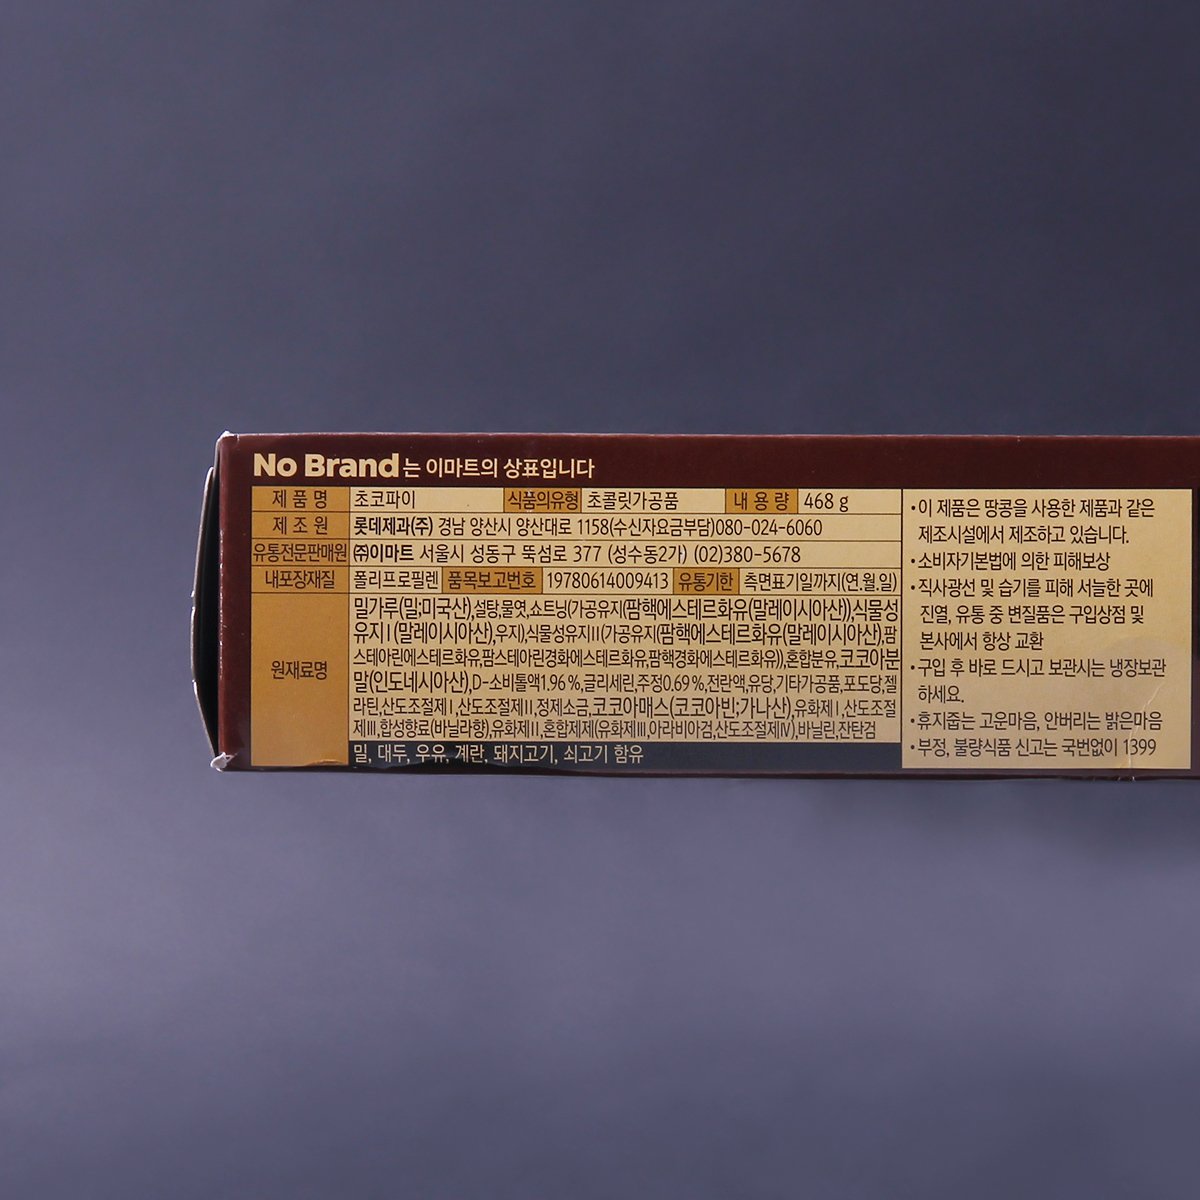 No Brand는 이마트의 상표입니다
제품명 초코파이 식품의유형 초콜릿가공품 내용량 468 g
제조원 롯데제과(주) 경남 양산시 양산대로 1158(수신자요금부담)080-024-6060
유통전문판매원 ㈜이마트 서울시 성동구 뚝섬로 377 (성수동2가) (02)380-5678
내포장재질 폴리프로필렌 품목보고번호 19780614009413 유통기한 측면표기일까지(연.월.일)
원재료명
밀가루(밀;미국산),설탕,물엿,쇼트닝(가공유지(팜핵에스테르화유(말레이시아산)),식물성
유지Ⅰ(말레이시아산),우지),식물성유지Ⅱ(가공유지(팜핵에스테르화유(말레이시아산),팜
스테아린에스테르화유,팜스테아린경화에스테르화유,팜핵경화에스테르화유)),혼합분유,코코아분
말(인도네시아산),D-소비톨액1.96%,글리세린,주정0.69%,전란액,유당,기타가공품,포도당,젤
라틴,산도조절제Ⅰ,산도조절제Ⅱ,정제소금,코코아매스(코코아빈;가나산),유화제Ⅰ,산도조절
제Ⅲ,합성향료(바닐라향),유화제Ⅱ,혼합제제(유화제Ⅲ,아라비아검,산도조절제Ⅳ),바닐린,잔탄검
밀, 대두, 우유, 계란, 돼지고기, 쇠고기 함유
• 이 제품은 땅콩을 사용한 제품과 같은
제조시설에서 제조하고 있습니다.
• 소비자기본법에 의한 피해보상
• 직사광선 및 습기를 피해 서늘한 곳에
진열, 유통 중 변질품은 구입상점 및
본사에서 항상 교환
• 구입 후 바로 드시고 보관시는 냉장보관
하세요.
• 휴지줍는 고운마음, 안버리는 밝은마음
• 부정, 불량식품 신고는 국번없이 1399